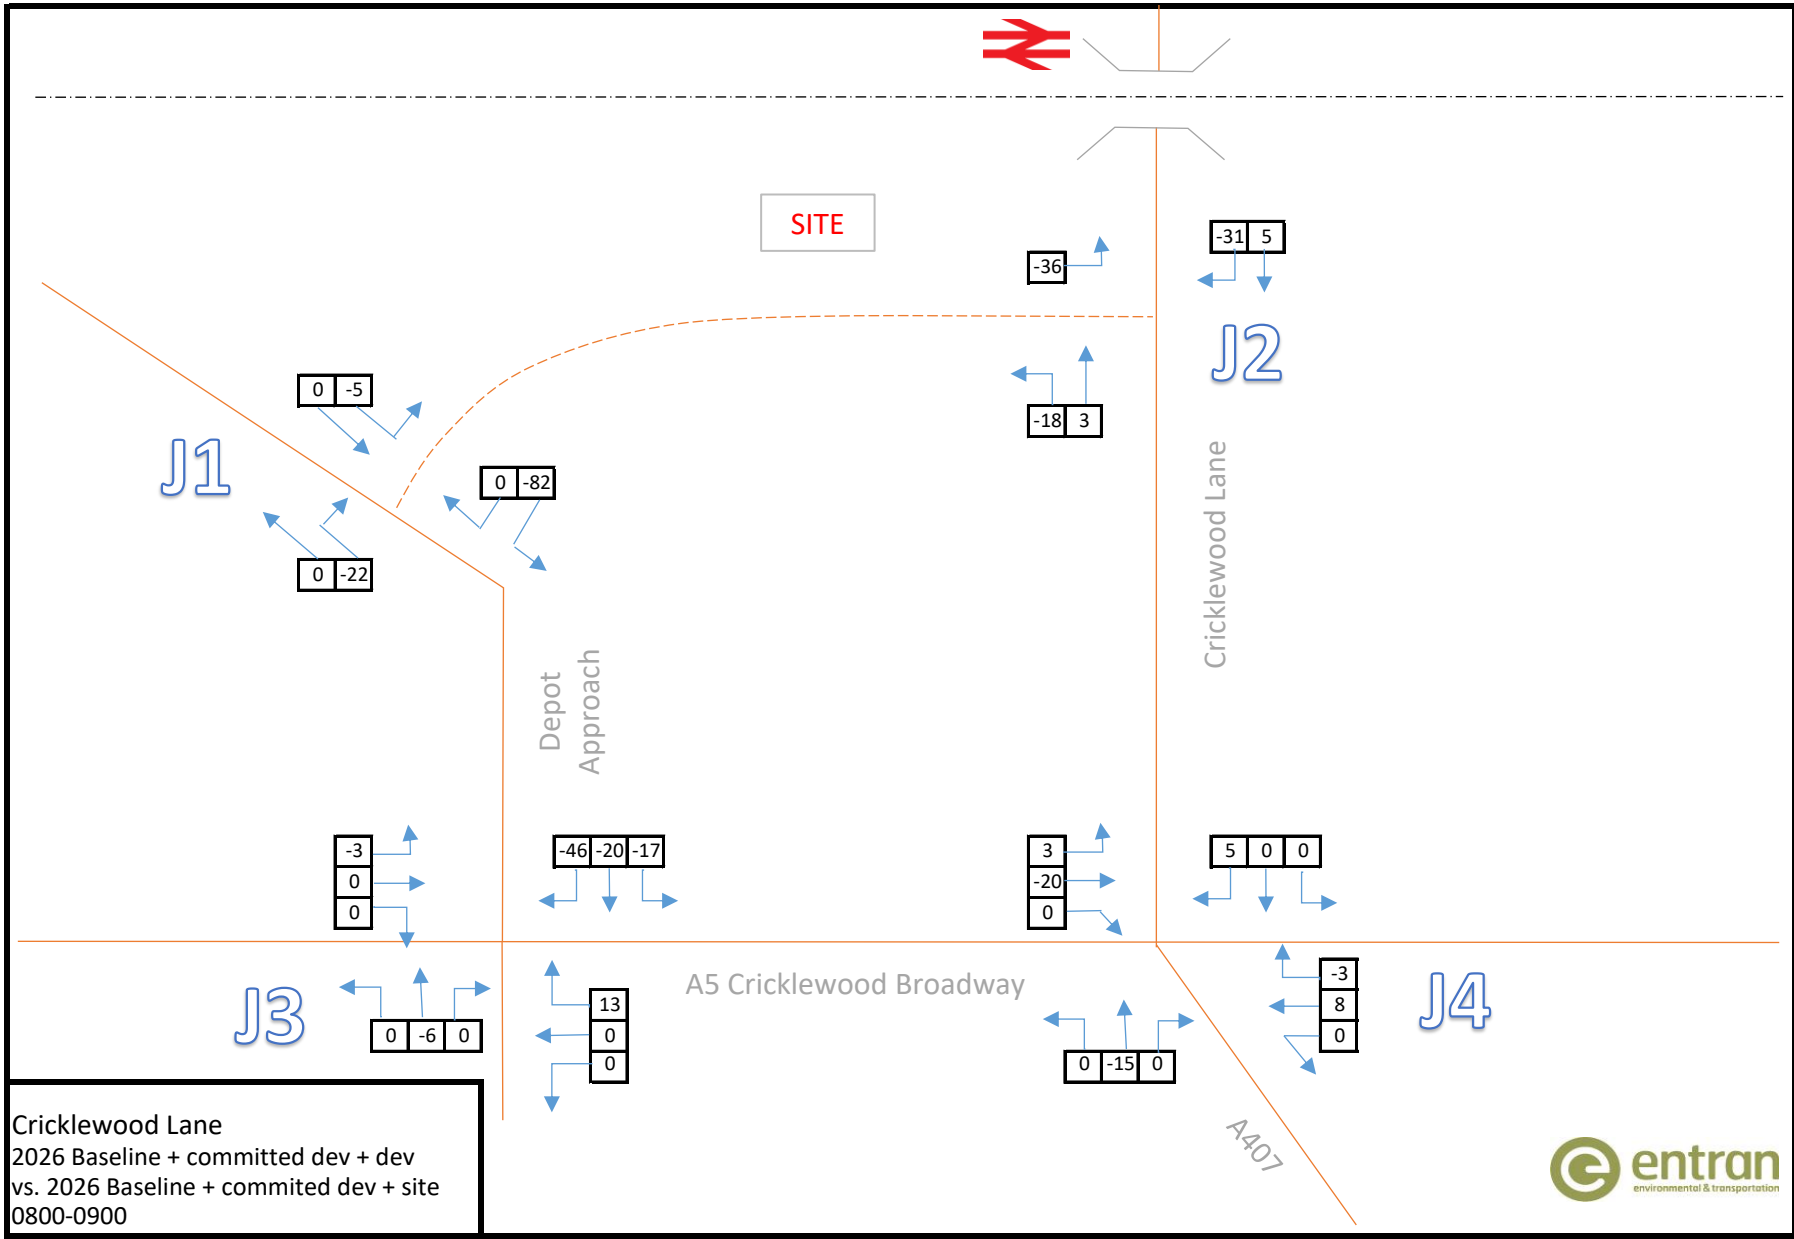 SITE
-31 5
-36
J2
0 -5
-18 3
J1
0 -82
Cricklewood Lane
0 -22
Depot
Approach
-3
0
0
-46 -20 -17
3
-20
0
5 0 0
A5 Cricklewood Broadway
J3
0 -6 0
13
0
0
0 -15 0
-3
8
0
J4
A407
Cricklewood Lane
2026 Baseline + committed dev + dev
vs. 2026 Baseline + commited dev + site
0800-0900
e entran
environmental & transportation